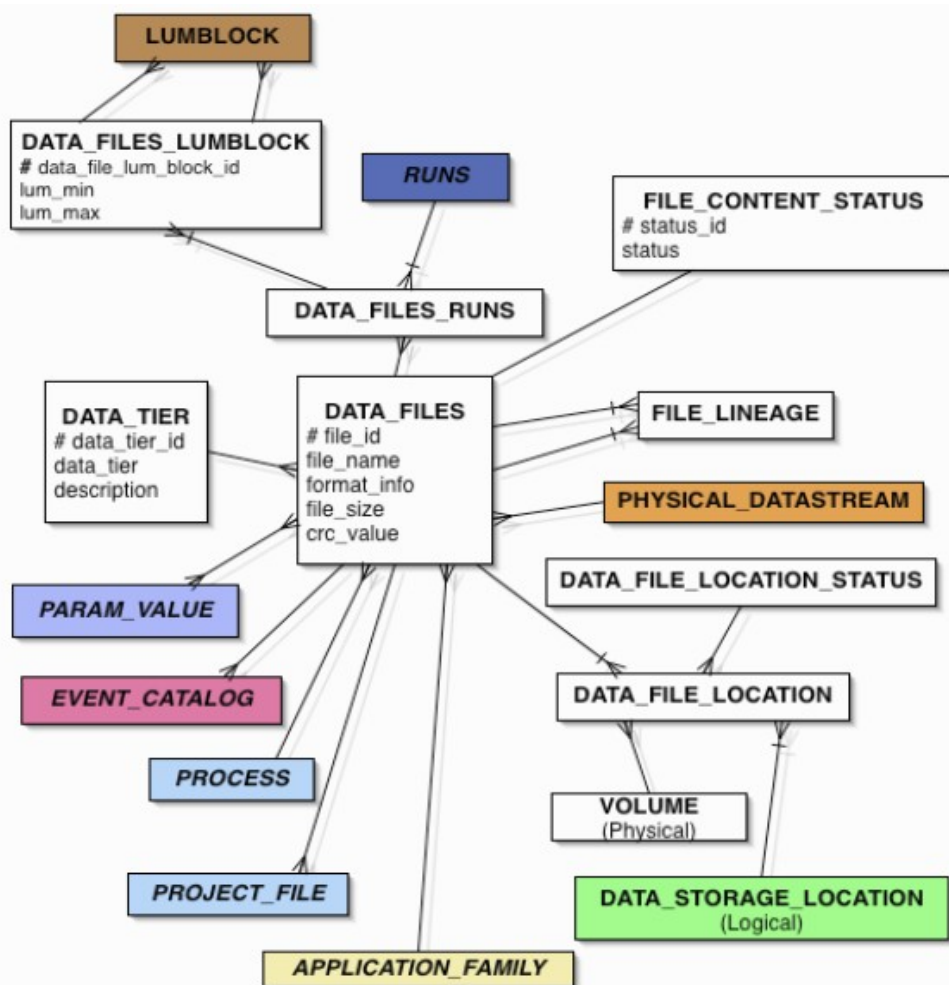 LUMBLOCK
DATA_FILES_LUMBLOCK
# data_file_lum_block_id
lum_min
lum_max
RUNS
FILE_CONTENT_STATUS
# status_id
status
DATA_FILES_RUNS
DATA_TIER
# data_tier_id
data_tier
description
DATA_FILES
# file_id
file_name
format_info
file_size
crc_value
FILE_LINEAGE
PHYSICAL_DATASTREAM
DATA_FILE_LOCATION_STATUS
PARAM_VALUE
EVENT_CATALOG
DATA_FILE_LOCATION
PROCESS
VOLUME
(Physical)
PROJECT_FILE
DATA_STORAGE_LOCATION
(Logical)
APPLICATION_FAMILY